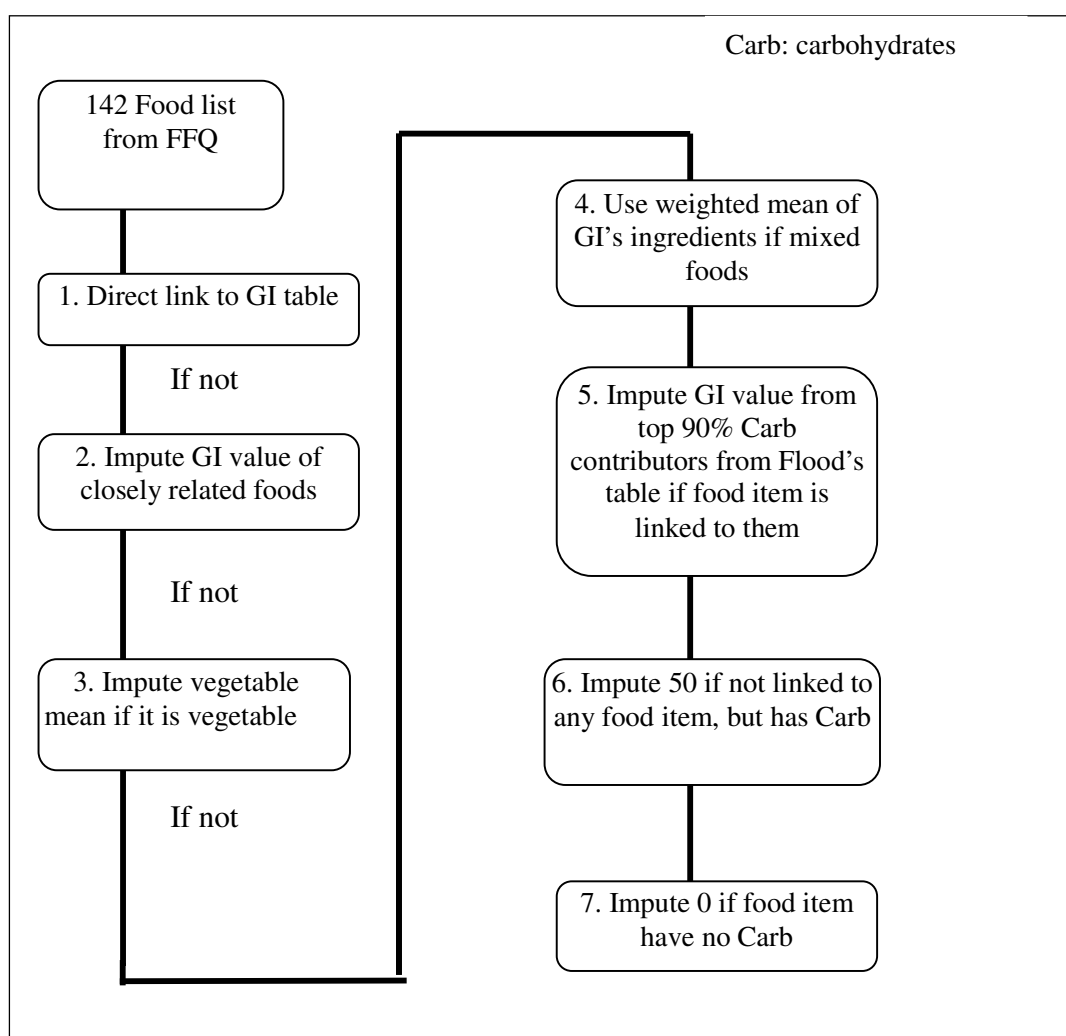 Carb: carbohydrates
142 Food list
from FFQ
1. Direct link to GI table
If not
2. Impute GI value of
closely related foods
If not
3. Impute vegetable
mean if it is vegetable
If not
4. Use weighted mean of
GI’s ingredients if mixed
foods
5. Impute GI value from
top 90% Carb
contributors from Flood’s
table if food item is
linked to them
6. Impute 50 if not linked to
any food item, but has Carb
7. Impute 0 if food item
have no Carb